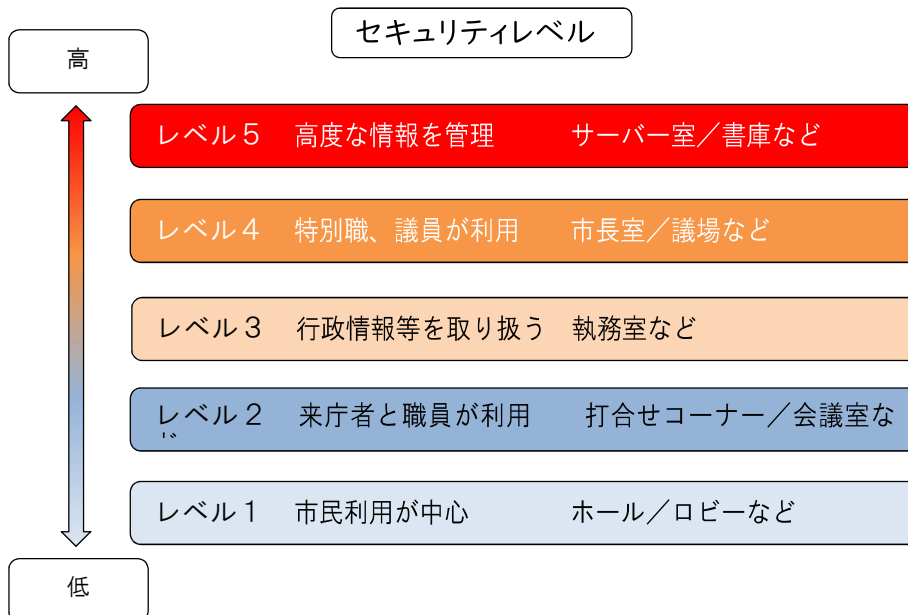 セキュリティレベル
高
レベル５ 高度な情報を管理 サーバー室／書庫など
レベル４ 特別職、議員が利用 市長室／議場など
レベル３ 行政情報等を取り扱う 執務室など
レベル２ 来庁者と職員が利用 打合せコーナー／会議室な
ど
レベル１ 市民利用が中心 ホール／ロビーなど
低